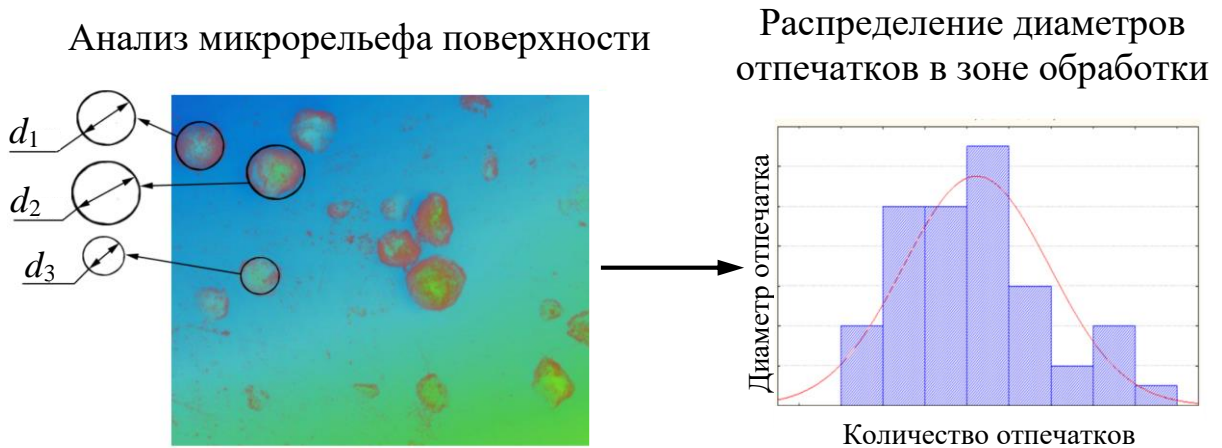 Анализ микрорельефа поверхности
d1
d2
d3
Распределение диаметров
отпечатков в зоне обработки
Диаметр отпечатка
Количество отпечатков